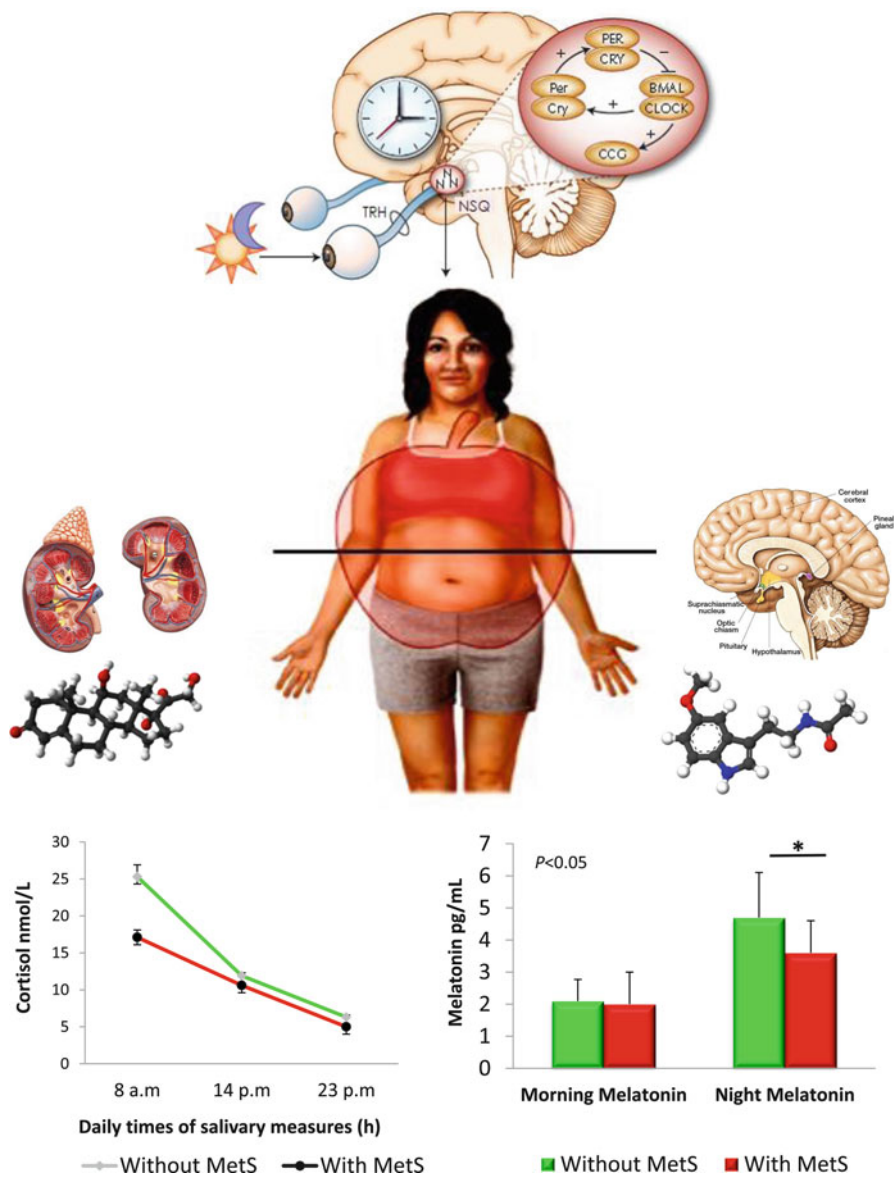 PER
CRY
+
−
Per
Cry
BMAL
CLOCK
+
+
CCG
N
N N
TRH
NSQ
Cerebral
cortex
Pineal
gland
Suprachiasmatic
nucleus
Optic
chiasm
Pituitary
Hypothalamus
Cortisol nmol/L
30
25
20
15
10
5
0
8 a.m
14 p.m
23 p.m
Daily times of salivary measures (h)
Without MetS
With MetS
Melatonin pg/mL
7
6
5
4
3
2
1
0
P<0.05
*
Morning Melatonin
Night Melatonin
Without MetS
With MetS